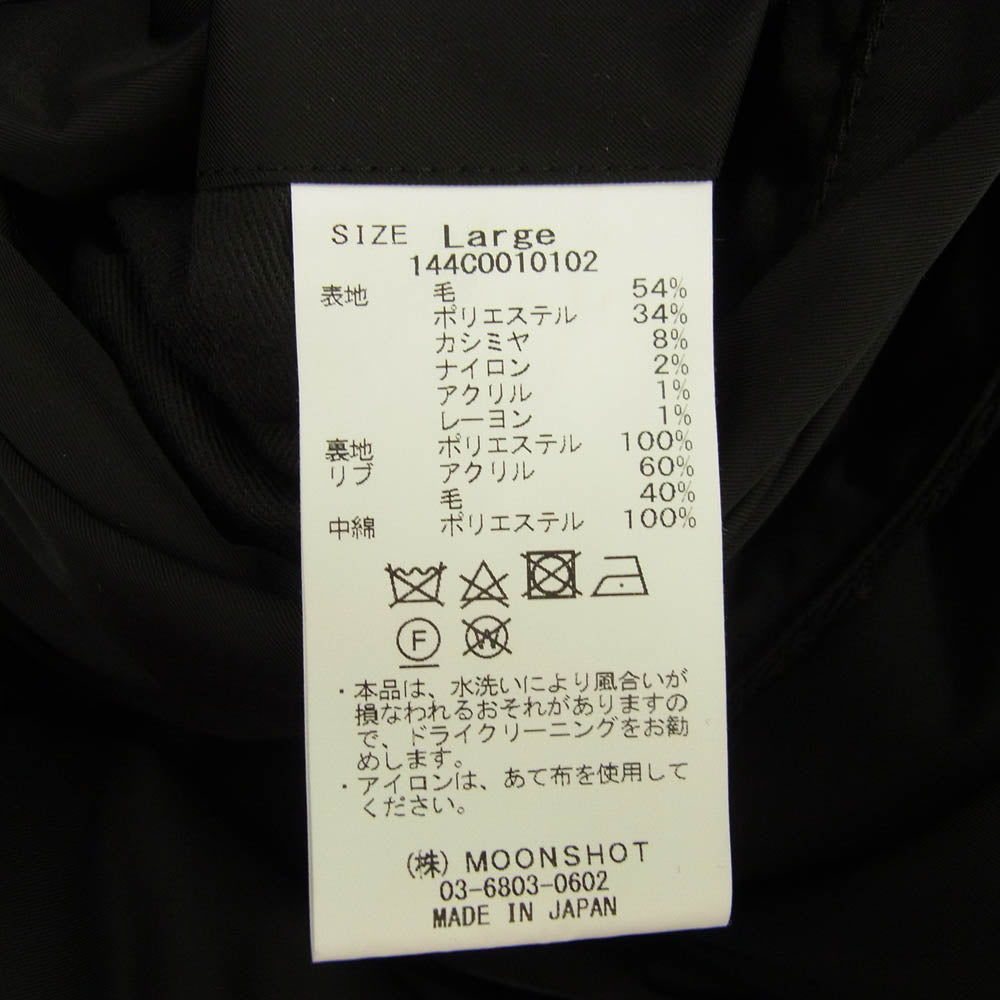 SIZE Large
144C0010102
表地 毛 54%
ポリエステル 34%
カシミヤ 8%
ナイロン 2%
アクリル 1%
レーヨン 1%
裏地 ポリエステル 100%
リブ アクリル 60%
毛 40%
中綿 ポリエステル 100%
F W
・本品は、水洗いにより風合いが
損なわれるおそれがありますの
で、ドライクリーニングをお勧
めします。
・アイロンは、あて布を使用して
ください。
(株) MOONSHOT
03-6803-0602
MADE IN JAPAN